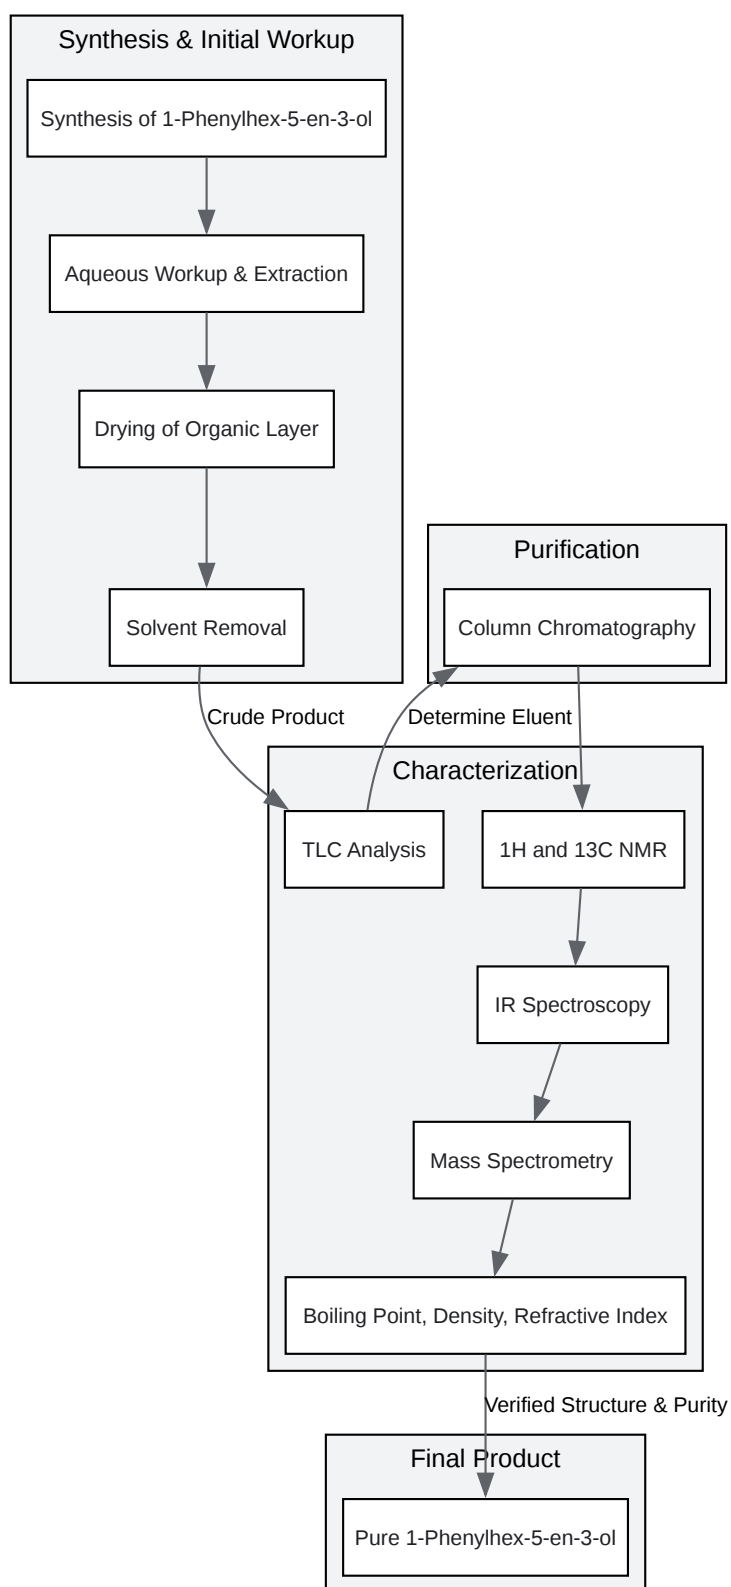 Synthesis & Initial Workup
Synthesis of 1-Phenylhex-5-en-3-ol
Aqueous Workup & Extraction
Drying of Organic Layer
Solvent Removal
Purification
Column Chromatography
Crude Product
Determine Eluent
Characterization
TLC Analysis
1H and 13C NMR
IR Spectroscopy
Mass Spectrometry
Boiling Point, Density, Refractive Index
Verified Structure & Purity
Final Product
Pure 1-Phenylhex-5-en-3-ol